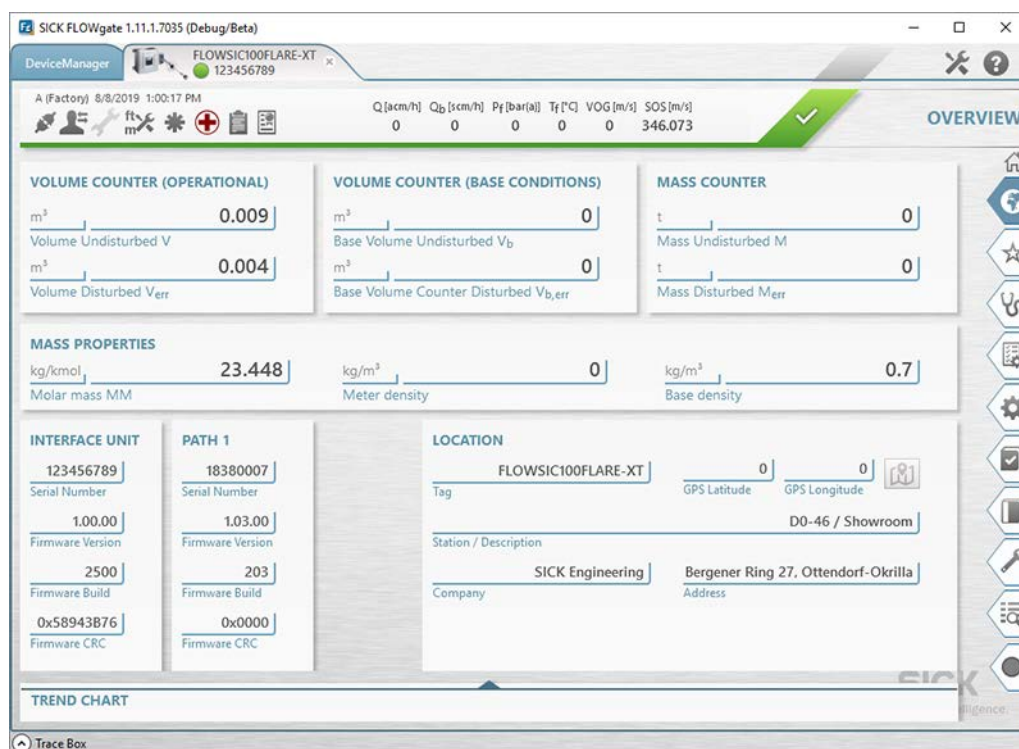 SICK FLOWgate 1.11.1.7035 (Debug/Beta)
DeviceManager
FLOWSIC100FLARE-XT
123456789
A (Factory) 8/8/2019 1:00:17 PM
Q [acm/h] Qb [scm/h] Pf [bar(a)] Tf [°C] VOG [m/s] SOS [m/s]
0 0 0 0 0 346.073
OVERVIEW
VOLUME COUNTER (OPERATIONAL)
m³ 0.009
Volume Undisturbed V
m³ 0.004
Volume Disturbed Verr
VOLUME COUNTER (BASE CONDITIONS)
m³ 0
Base Volume Undisturbed Vb
m³ 0
Base Volume Counter Disturbed Vb,err
MASS COUNTER
t 0
Mass Undisturbed M
t 0
Mass Disturbed Merr
MASS PROPERTIES
kg/kmol 23.448
Molar mass MM
kg/m³ 0
Meter density
kg/m³ 0.7
Base density
INTERFACE UNIT
123456789
Serial Number
1.00.00
Firmware Version
2500
Firmware Build
0x58943B76
Firmware CRC
PATH 1
18380007
Serial Number
1.03.00
Firmware Version
203
Firmware Build
0x0000
Firmware CRC
LOCATION
FLOWSIC100FLARE-XT
Tag
0
GPS Latitude
0
GPS Longitude
D0-46 / Showroom
Station / Description
SICK Engineering
Company
Bergener Ring 27, Ottendorf-Okrilla
Address
TREND CHART
SICK
Trace Box